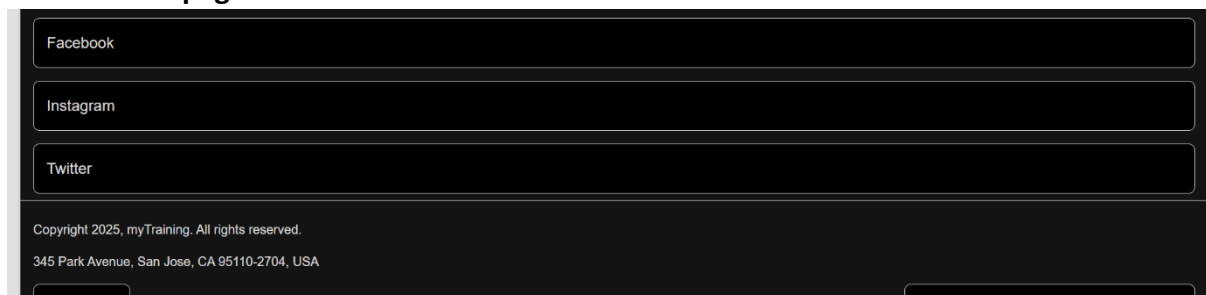 Facebook
Instagram
Twitter
Copyright 2025, myTraining. All rights reserved.
345 Park Avenue, San Jose, CA 95110-2704, USA